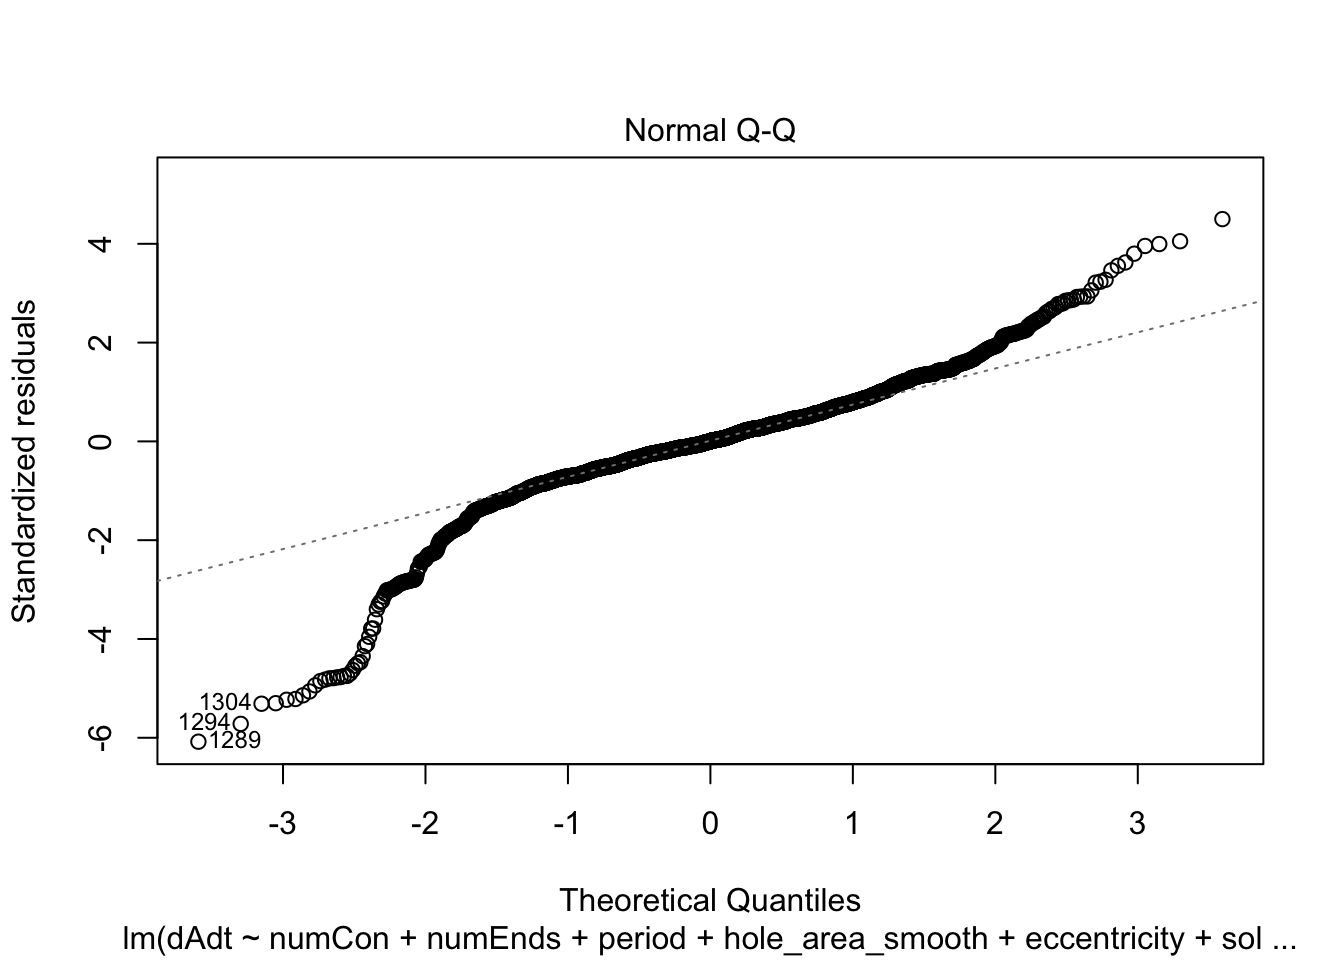 Normal Q-Q
Standardized residuals
4
2
0
-2
-4
-6
1304
1294
1289
-3 -2 -1 0 1 2 3
Theoretical Quantiles
lm(dAdt ~ numCon + numEnds + period + hole_area_smooth + eccentricity + sol ...